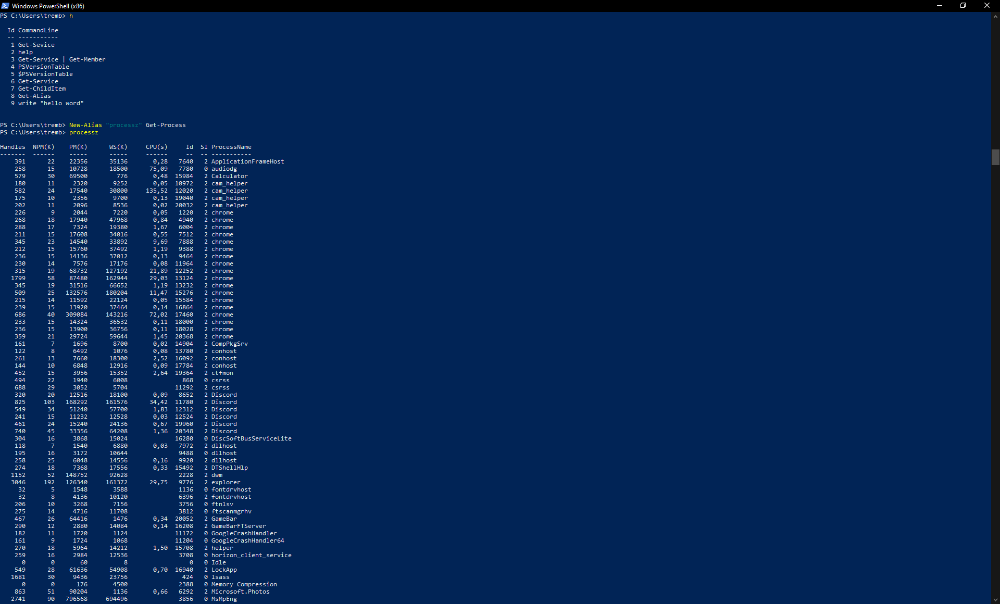 Windows PowerShell (x86)
PS C:\Users\tremb> h
Id CommandLine
-- -----------
1 Get-Sevice
2 help
3 Get-Service | Get-Member
4 PSVersionTable
5 $PSVersionTable
6 Get-Service
7 Get-ChildItem
8 Get-ALias
9 write "hello word"
PS C:\Users\tremb> New-Alias "processz" Get-Process
PS C:\Users\tremb> processz
Handles NPM(K) PM(K) WS(K) CPU(s) Id SI ProcessName
------- ------ ----- ----- ------ -- -- -----------
391 22 22356 35136 0,28 7640 2 ApplicationFrameHost
258 15 10728 18500 75,09 7780 0 audiodg
579 30 69500 776 0,48 15984 2 Calculator
180 11 2320 9252 0,05 10972 2 cam_helper
582 24 17540 30800 135,52 12020 2 cam_helper
175 10 2356 9700 0,13 19040 2 cam_helper
202 11 2096 8536 0,02 20032 2 cam_helper
226 9 2044 7220 0,05 1220 2 chrome
268 18 17940 47968 0,84 4940 2 chrome
288 17 7324 19380 1,67 6004 2 chrome
211 15 17608 34016 0,55 7512 2 chrome
345 23 14540 33892 9,69 7888 2 chrome
212 15 15760 37492 1,19 9388 2 chrome
236 15 14136 37012 0,13 9464 2 chrome
230 14 7576 17176 0,08 11964 2 chrome
315 19 68732 127192 21,89 12252 2 chrome
1799 58 87480 162944 29,03 13124 2 chrome
345 19 31516 66652 1,19 13232 2 chrome
509 25 132576 180204 11,47 15276 2 chrome
215 14 11592 22124 0,05 15584 2 chrome
239 15 13920 37464 0,14 16864 2 chrome
686 40 309084 143216 72,02 17460 2 chrome
233 15 14324 36532 0,11 18000 2 chrome
236 15 13900 36756 0,11 18028 2 chrome
359 21 29724 59644 1,45 20368 2 chrome
161 7 1696 8700 0,02 14904 2 CompPkgSrv
122 8 6492 1076 0,08 13780 2 conhost
261 13 7660 18300 2,52 16092 2 conhost
144 10 6848 12916 0,09 17784 2 conhost
452 15 3956 15352 2,64 19364 2 ctfmon
494 22 1940 6008 868 0 csrss
688 29 3052 5704 11292 2 csrss
320 20 12516 18100 0,09 8652 2 Discord
825 103 168292 161576 34,42 11780 2 Discord
549 34 51240 57700 1,83 12312 2 Discord
241 15 11232 12528 0,03 12524 2 Discord
461 24 15240 24136 0,67 19960 2 Discord
740 45 33356 64208 1,36 20348 2 Discord
304 16 3868 15024 16280 0 DiscSoftBusServiceLite
118 7 1540 6880 0,03 7972 2 dllhost
195 16 3172 10644 9488 0 dllhost
258 25 6048 14556 0,16 9920 2 dllhost
274 18 7368 17556 0,33 15492 2 DTShellHlp
1152 52 148752 92628 2228 2 dwm
3046 192 126340 161372 29,75 9776 2 explorer
32 5 1548 3588 1136 0 fontdrvhost
32 8 4136 10120 6396 2 fontdrvhost
206 10 3268 7156 3756 0 ftnlsv
275 14 4716 11708 3812 0 ftscanmgrhv
467 26 64416 1476 0,34 20052 2 GameBar
290 12 2880 14084 0,14 16208 2 GameBarFTServer
182 11 1720 1124 11172 0 GoogleCrashHandler
161 9 1724 1068 11204 0 GoogleCrashHandler64
270 18 5964 14212 1,50 15708 2 helper
259 16 2984 12536 3708 0 horizon_client_service
0 0 60 8 0 0 Idle
549 28 61636 54908 0,70 16940 2 LockApp
1681 30 9436 23756 424 0 lsass
0 0 176 4500 2388 0 Memory Compression
863 51 90204 1136 0,66 6292 2 Microsoft.Photos
2741 90 796568 694496 3856 0 MsMpEng